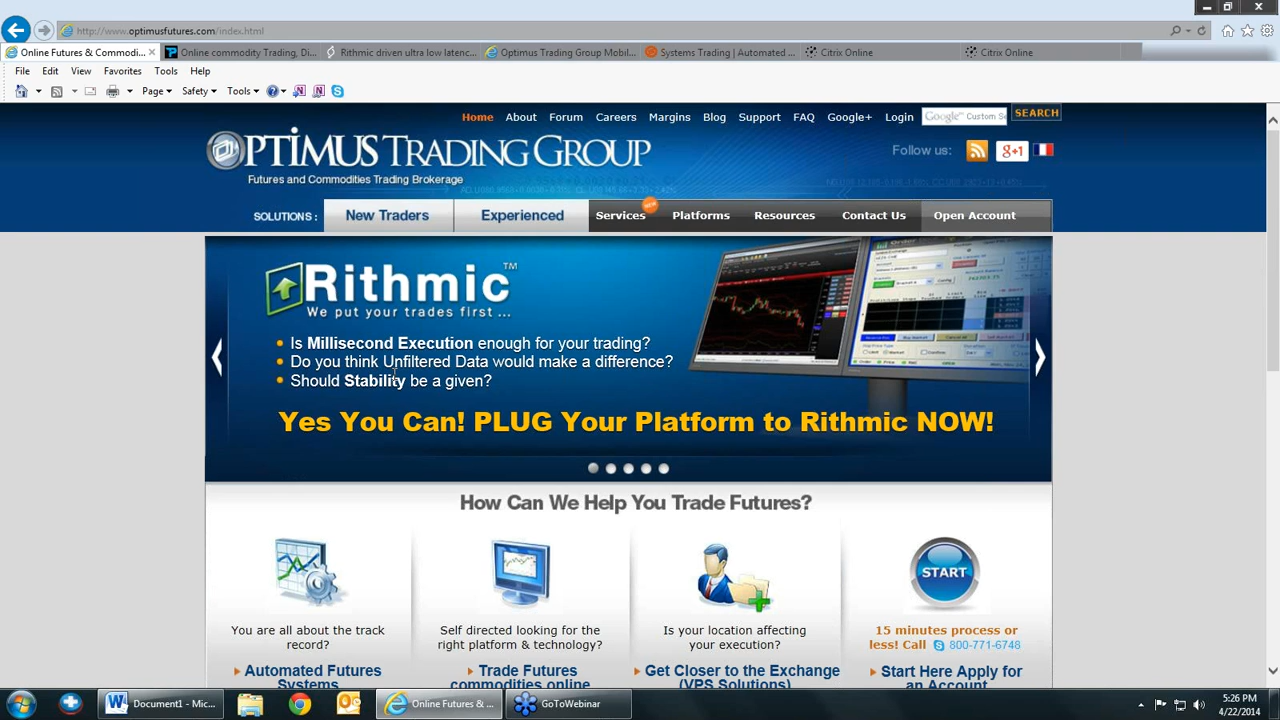 http://www.optimusfutures.com/index.html
Online Futures & Commodi...
Online commodity Trading, Di...
Rithmic driven ultra low latenc...
Optimus Trading Group Mobil...
Systems Trading | Automated ...
Citrix Online
Citrix Online
File Edit View Favorites Tools Help
Page Safety Tools
Home About Forum Careers Margins Blog Support FAQ Google+ Login Google™ Custom Se SEARCH
OPTIMUS TRADING GROUP
Follow us: g+1
Futures and Commodities Trading Brokerage
SOLUTIONS : New Traders Experienced Services NEW Platforms Resources Contact Us Open Account
Rithmic™
We put your trades first ...
Is Millisecond Execution enough for your trading?
Do you think Unfiltered Data would make a difference?
Should Stability be a given?
Yes You Can! PLUG Your Platform to Rithmic NOW!
How Can We Help You Trade Futures?
START
You are all about the track record?
Self directed looking for the right platform & technology?
Is your location affecting your execution?
15 minutes process or less! Call 800-771-6748
Automated Futures Systems
Trade Futures commodities online
Get Closer to the Exchange (VPS Solutions)
Start Here Apply for an Account
Document1 - Mic...
Online Futures & ...
GoToWebinar
5:26 PM
4/22/2014